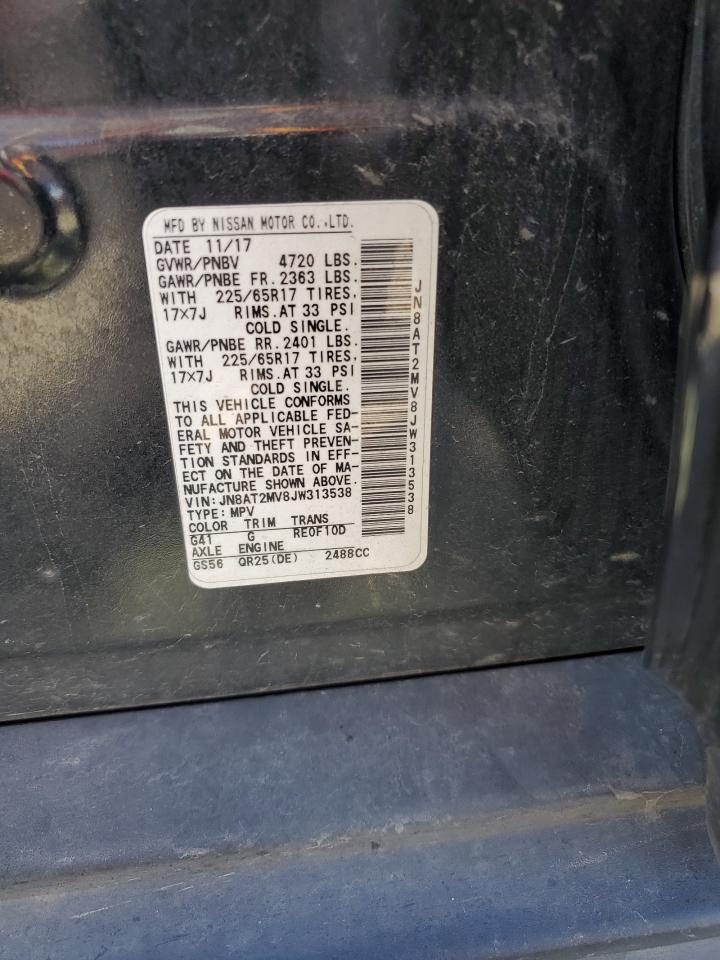 MFD BY NISSAN MOTOR CO.,LTD.
DATE 11/17
GVWR/PNBV 4720 LBS.
GAWR/PNBE FR. 2363 LBS.
WITH 225/65R17 TIRES,
17×7J RIMS.AT 33 PSI
COLD SINGLE.
GAWR/PNBE RR. 2401 LBS.
WITH 225/65R17 TIRES,
17×7J RIMS.AT 33 PSI
COLD SINGLE.
THIS VEHICLE CONFORMS
TO ALL APPLICABLE FED-
ERAL MOTOR VEHICLE SA-
FETY AND THEFT PREVEN-
TION STANDARDS IN EFF-
ECT ON THE DATE OF MA-
NUFACTURE SHOWN ABOVE.
VIN:JN8AT2MV8JW313538
TYPE:MPV
COLOR TRIM TRANS
G41 G RE0F10D
AXLE ENGINE
GS56 QR25(DE) 2488CC
JN8AT2MV8JW313538